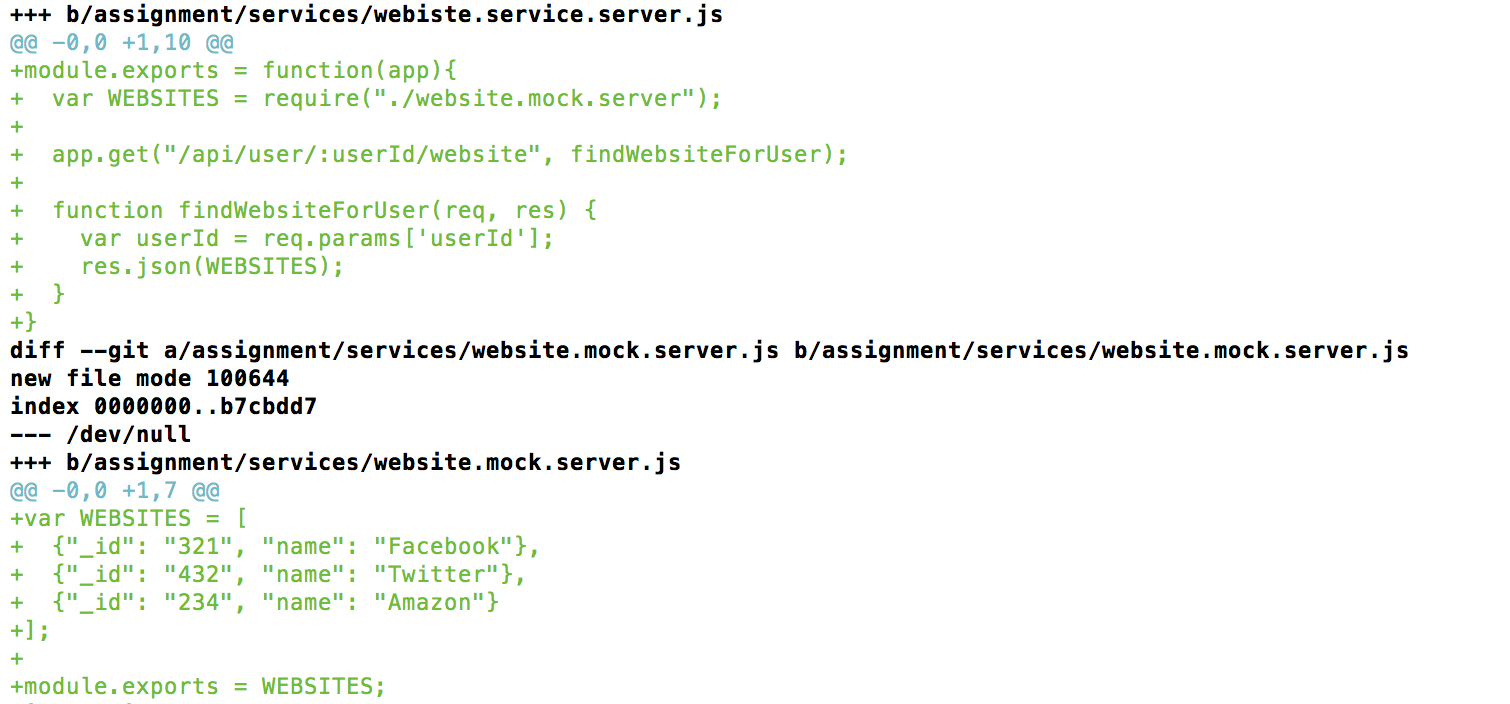 +++ b/assignment/services/webiste.service.server.js
@@ -0,0 +1,10 @@
+module.exports = function(app){
+  var WEBSITES = require("./website.mock.server");
+
+  app.get("/api/user/:userId/website", findWebsiteForUser);
+
+  function findWebsiteForUser(req, res) {
+    var userId = req.params['userId'];
+    res.json(WEBSITES);
+  }
+}
diff --git a/assignment/services/website.mock.server.js b/assignment/services/website.mock.server.js
new file mode 100644
index 0000000..b7cbdd7
--- /dev/null
+++ b/assignment/services/website.mock.server.js
@@ -0,0 +1,7 @@
+var WEBSITES = [
+  {"_id": "321", "name": "Facebook"},
+  {"_id": "432", "name": "Twitter"},
+  {"_id": "234", "name": "Amazon"}
+];
+
+module.exports = WEBSITES;